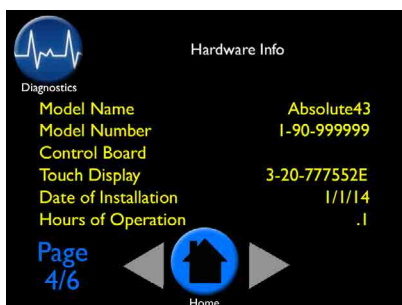 Hardware Info
Diagnostics
Model Name Absolute43
Model Number 1-90-999999
Control Board
Touch Display 3-20-777552E
Date of Installation 1/1/14
Hours of Operation .1
Page
4/6
Home